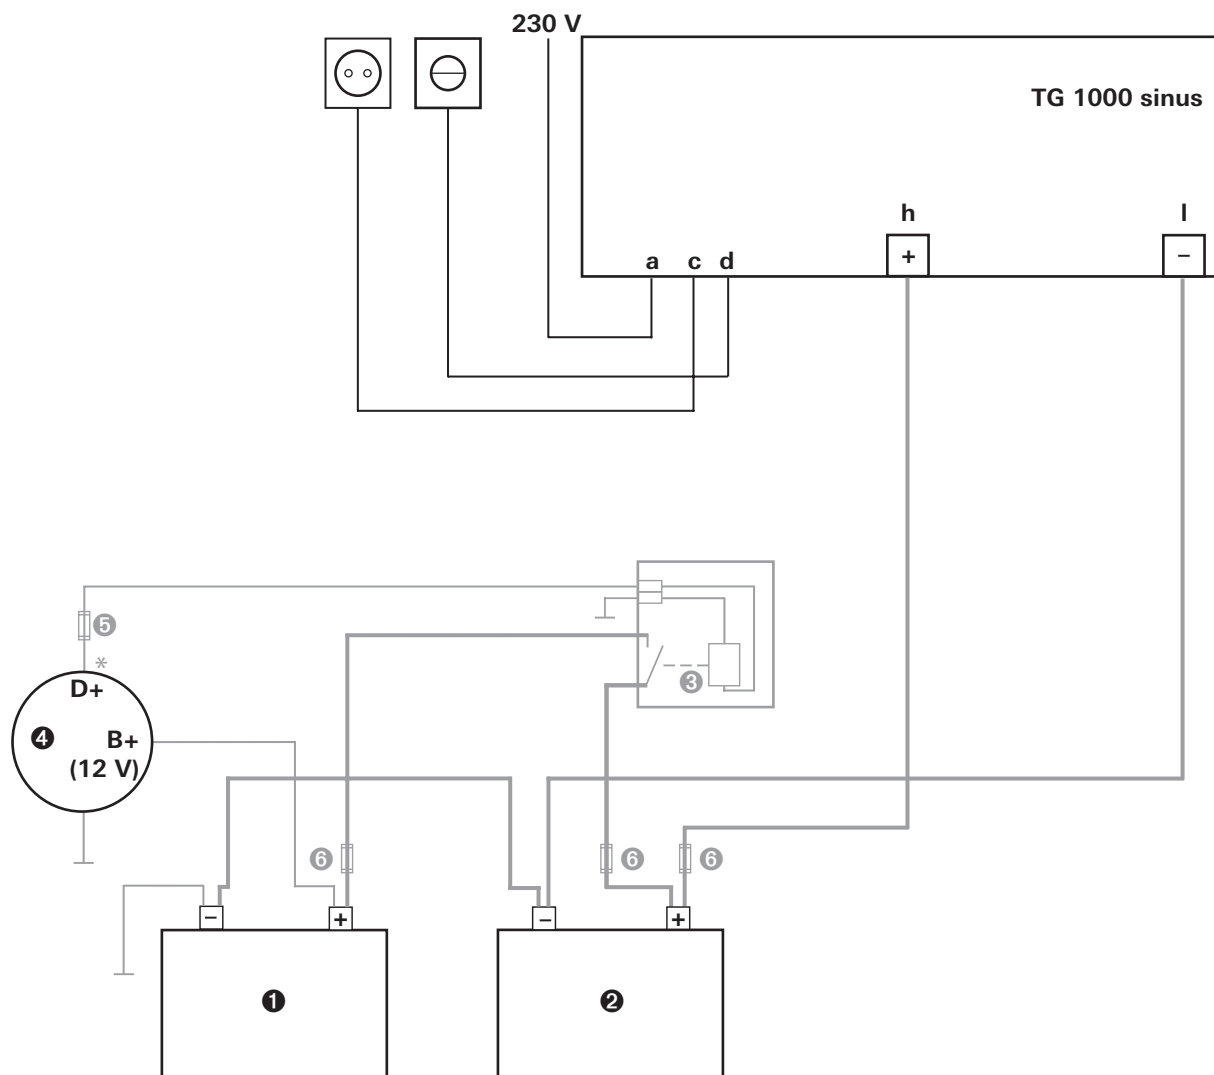 230 V
TG 1000 sinus
h
l
+
–
a c d
❺
*
D+
❸
❹
B+
(12 V)
❻
❻
❻
–
+
–
+
❶
❷